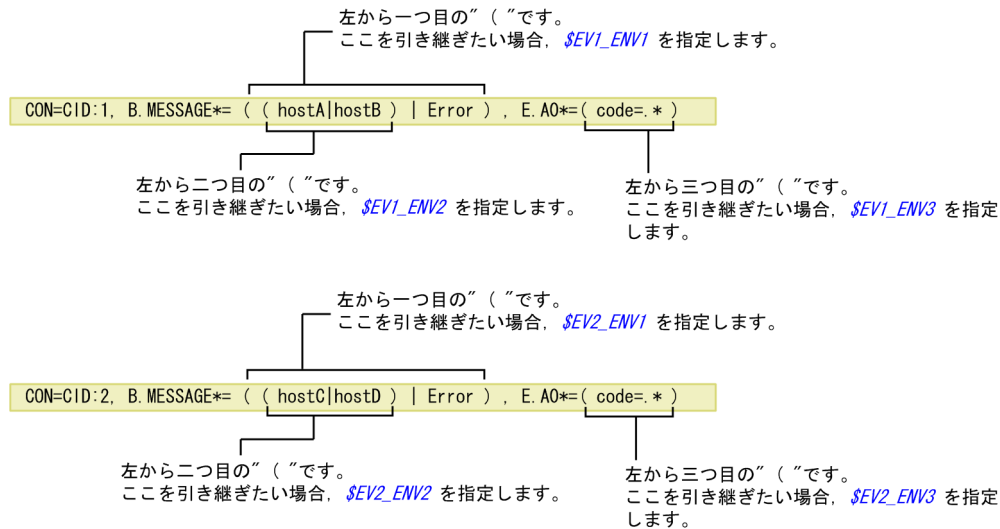 左から一つ目の"("です。
ここを引き継ぎたい場合, $EV1_ENV1 を指定します。
CON=CID:1, B.MESSAGE*= ( ( hostA|hostB ) | Error ) , E.A0*=( code=.* )
左から二つ目の"("です。
ここを引き継ぎたい場合, $EV1_ENV2 を指定します。
左から三つ目の"("です。
ここを引き継ぎたい場合, $EV1_ENV3 を指定
します。
左から一つ目の"("です。
ここを引き継ぎたい場合, $EV2_ENV1 を指定します。
CON=CID:2, B.MESSAGE*= ( ( hostC|hostD ) | Error ) , E.A0*=( code=.* )
左から二つ目の"("です。
ここを引き継ぎたい場合, $EV2_ENV2 を指定します。
左から三つ目の"("です。
ここを引き継ぎたい場合, $EV2_ENV3 を指定
します。